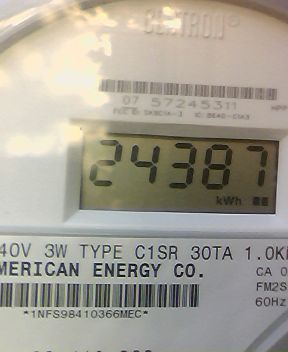 CENTRON®
07 57245311
24387
kWh
40V 3W TYPE C1SR 30TA 1.0K
MERICAN ENERGY CO.
CA 0
FM2S
60Hz
*1NFS98410366MEC*